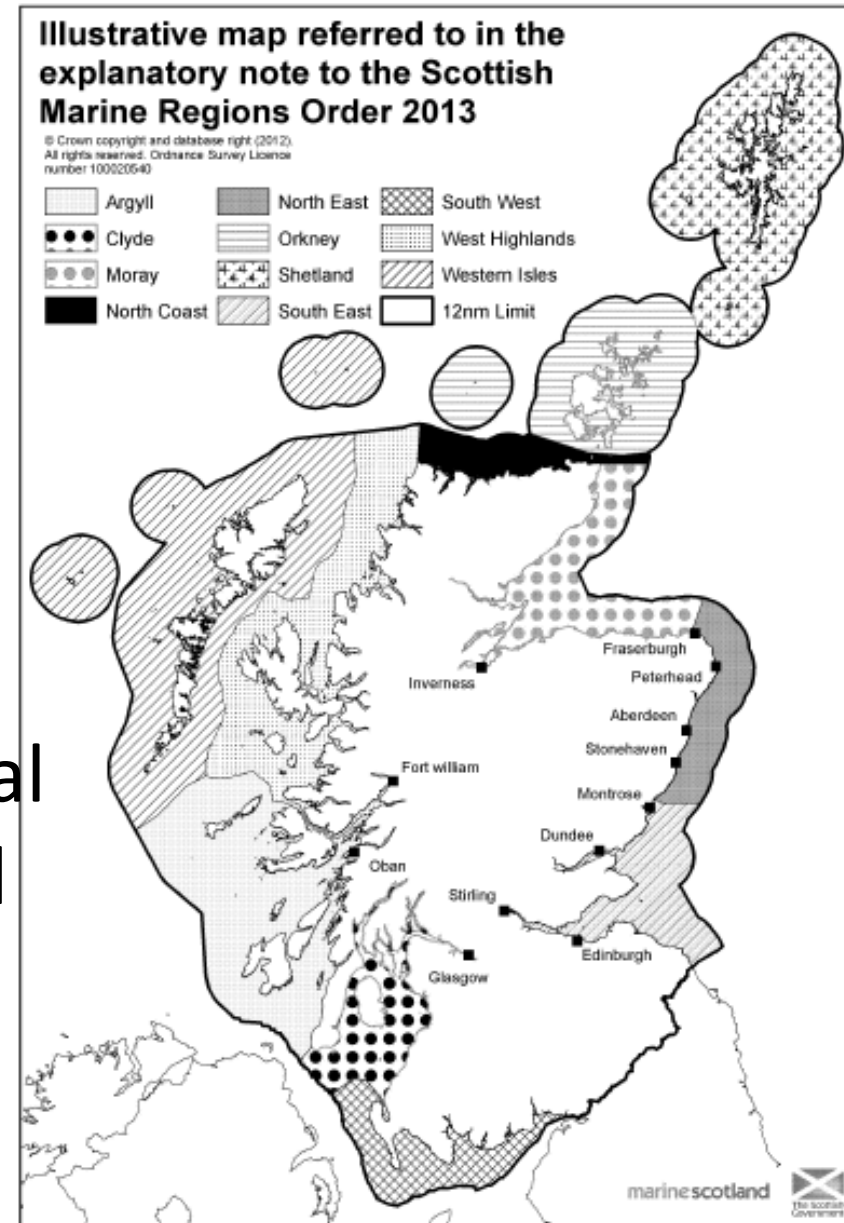 Illustrative map referred to in the
explanatory note to the Scottish
Marine Regions Order 2013
© Crown copyright and database right (2012).
All rights reserved. Ordnance Survey Licence
number 100020540
Argyll
North East
South West
Clyde
Orkney
West Highlands
Moray
Shetland
Western Isles
North Coast
South East
12nm Limit
Fraserburgh
Inverness
Peterhead
Aberdeen
Stonehaven
al
Fort william
Montrose
Dundee
Oban
Stirling
Edinburgh
Glasgow
marinescotland
The Scottish
Government